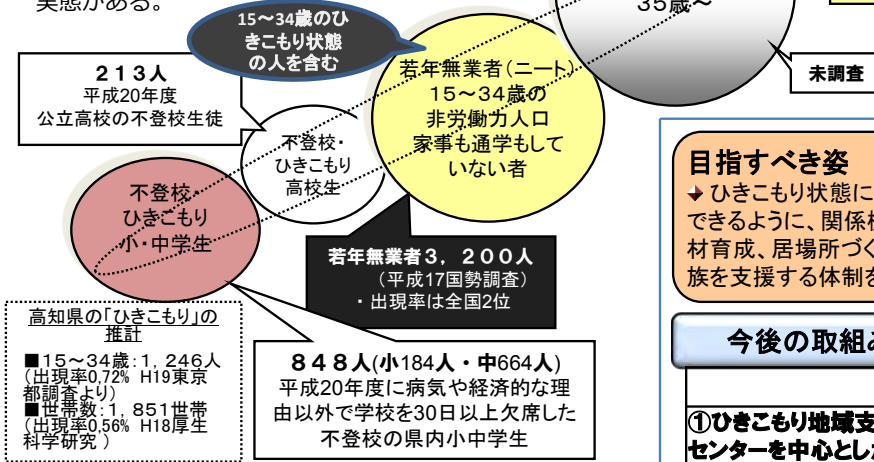 実態がある。
15～34歳のひ
きこもり状態
の人を含む
35歳～
未調査
213人
平成20年度
公立高校の不登校生徒
若年無業者（ニート）
15～34歳の
非労働力人口
家事も通学もして
いない者
不登校・
ひきこもり
高校生
不登校・
ひきこもり
小・中学生
若年無業者3，200人
（平成17国勢調査）
・出現率は全国2位
高知県の「ひきこもり」の
推計
■15～34歳：1，246人
（出現率0.72% H19東京
都調査より）
■世帯数：1，851世帯
（出現率0.56% H18厚生
科学研究）
848人(小184人・中664人)
平成20年度に病気や経済的な理
由以外で学校を30日以上欠席した
不登校の県内小中学生
目指すべき姿
ひきこもり状態に
できるように、関係
材育成、居場所づく
族を支援する体制を
今後の取組
①ひきこもり地域支
センターを中心とし